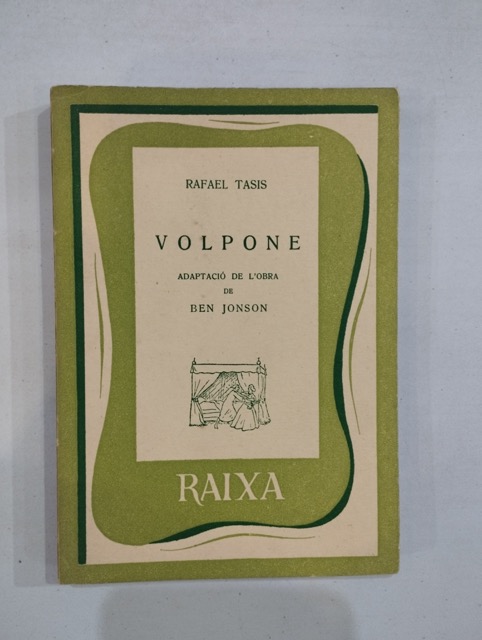 RAFAEL TASIS
VOLPONE
ADAPTACIÓ DE L'OBRA
DE
BEN JONSON
RAIXA